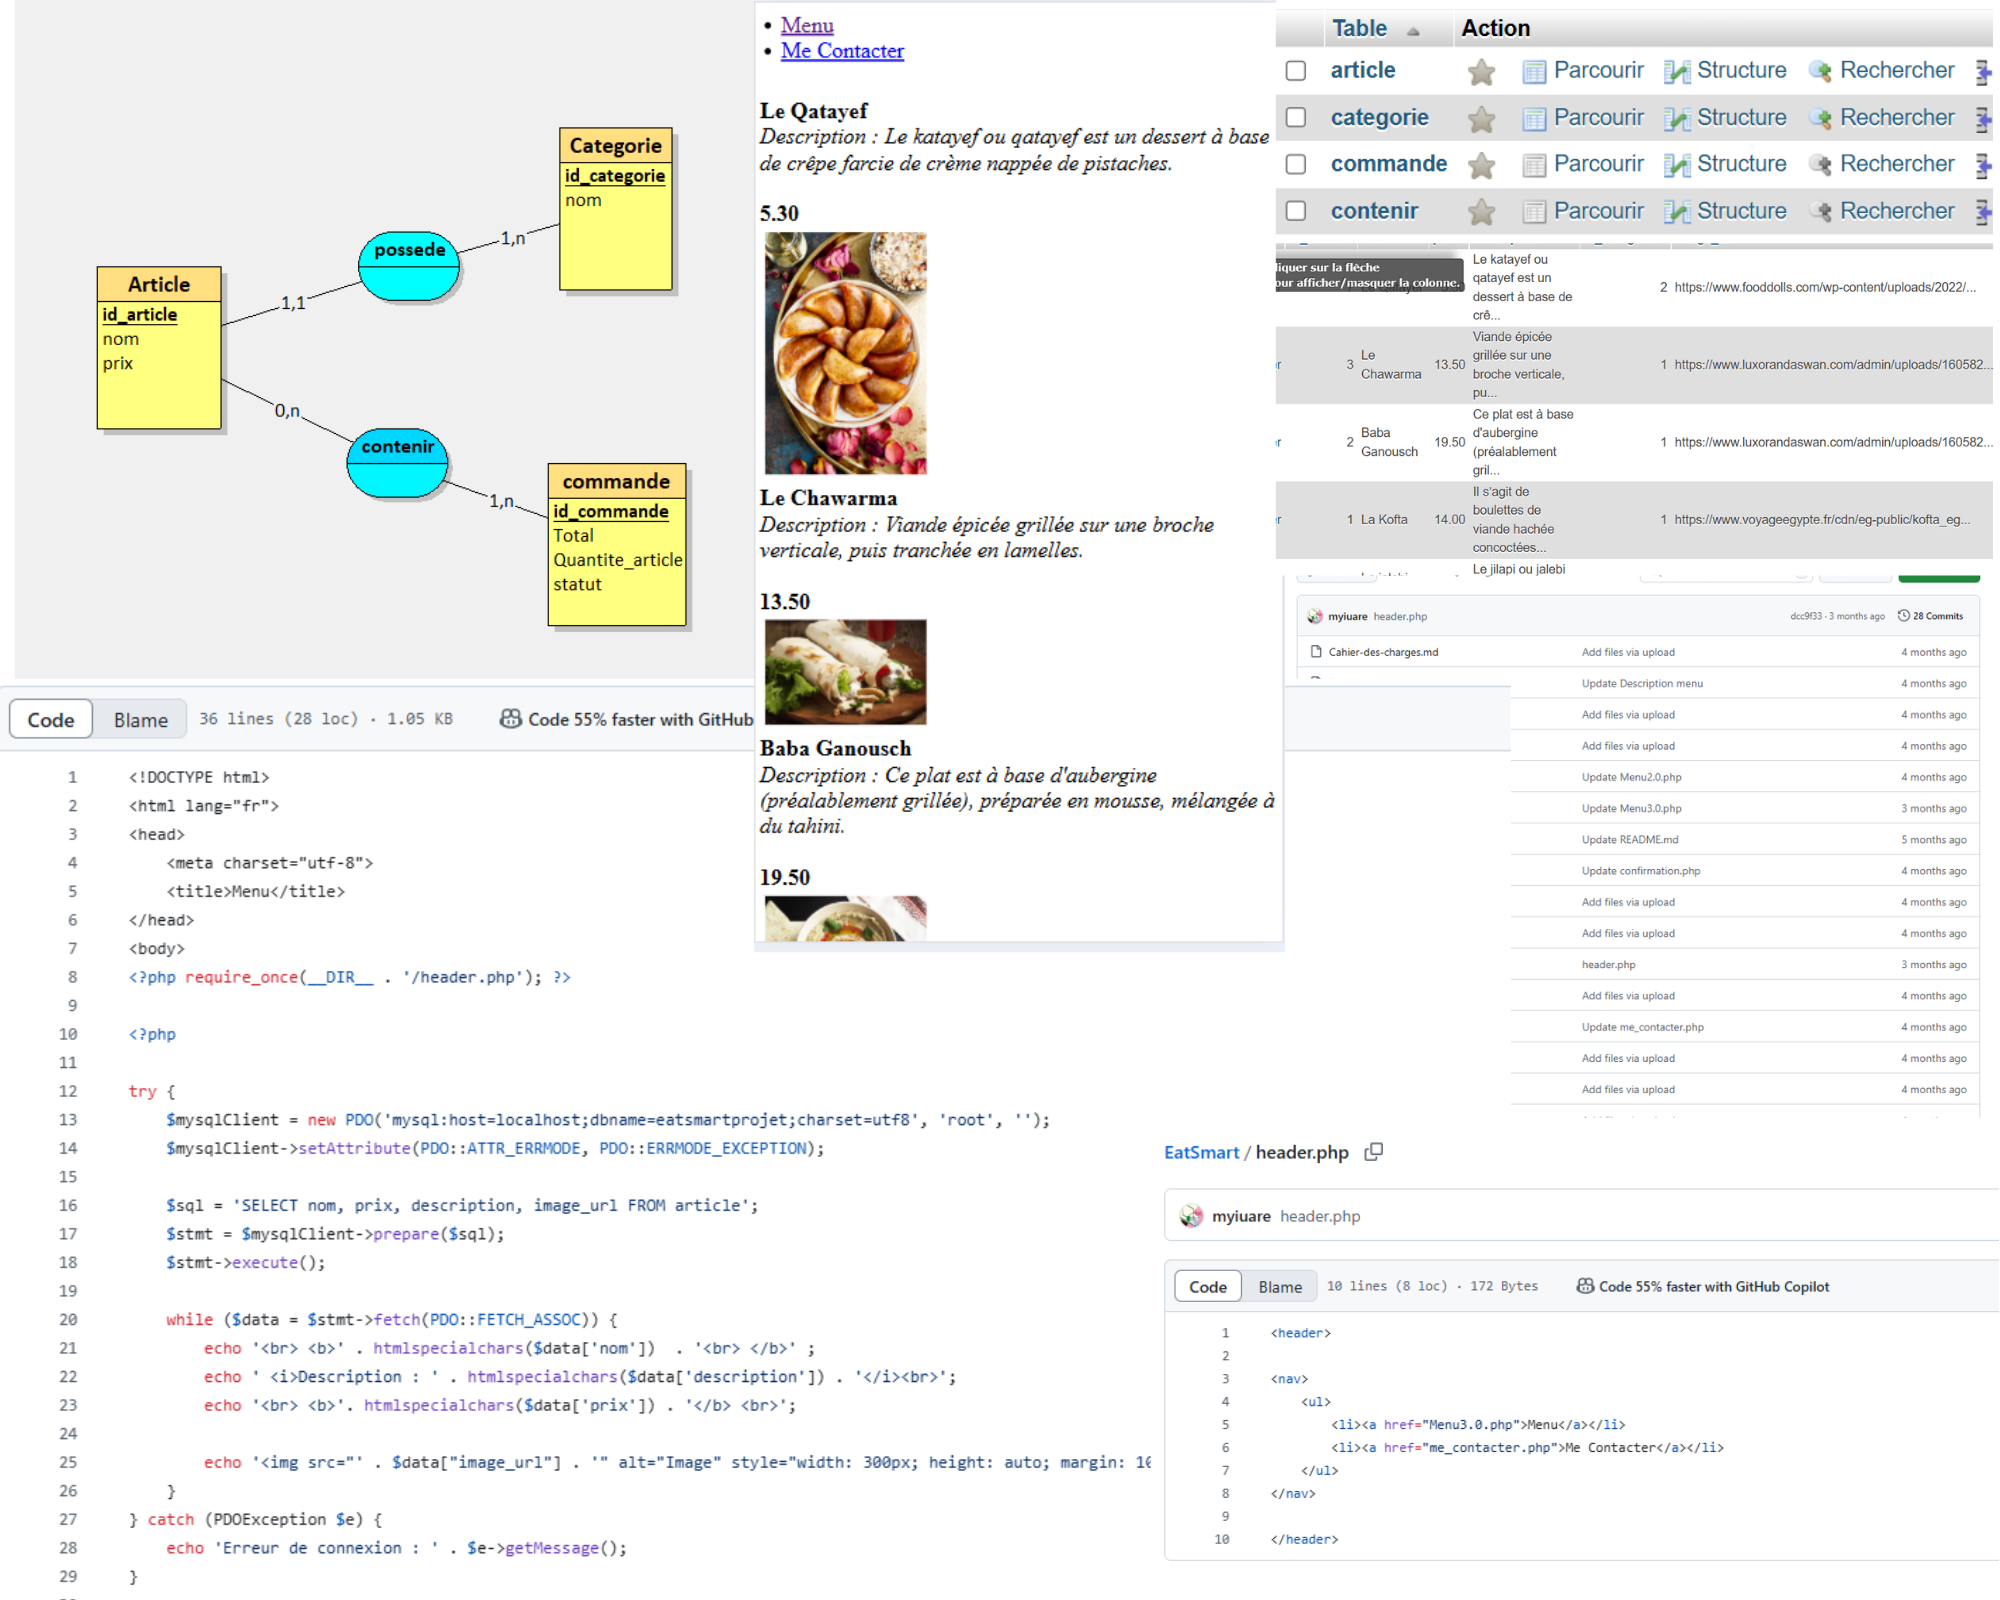 Categorie
id_categorie
nom
possede
1,n
Article
id_article
nom
prix
1,1
0,n
contenir
1,n
commande
id_commande
Total
Quantite_article
statut
Menu
Me Contacter
Le Qatayef
Description : Le katayef ou qatayef est un dessert à base
de crêpe farcie de crème nappée de pistaches.
5.30
Le Chawarma
Description : Viande épicée grillée sur une broche
verticale, puis tranchée en lamelles.
13.50
Baba Ganousch
Description : Ce plat est à base d'aubergine
(préalablement grillée), préparée en mousse, mélangée à
du tahini.
19.50
Table Action
article Parcourir Structure Rechercher
categorie Parcourir Structure Rechercher
commande Parcourir Structure Rechercher
contenir Parcourir Structure Rechercher
liquer sur la flèche
our afficher/masquer la colonne.
Le katayef ou
qatayef est un
dessert à base de
crê...
2 https://www.fooddolls.com/wp-content/uploads/2022/...
3 Le
Chawarma
13.50
Viande épicée
grillée sur une
broche verticale,
pu...
1 https://www.luxorandaswan.com/admin/uploads/160582...
2 Baba
Ganousch
19.50
Ce plat est à base
d'aubergine
(préalablement
gril...
1 https://www.luxorandaswan.com/admin/uploads/160582...
1 La Kofta 14.00
Il s'agit de
boulettes de
viande hachée
concoctées...
1 https://www.voyageegypte.fr/cdn/eg-public/kofta_eg...
Le jilapi ou jalebi
myiuare header.php dcc9f33 · 3 months ago 28 Commits
Cahier-des-charges.md Add files via upload 4 months ago
Update Description menu 4 months ago
Add files via upload 4 months ago
Add files via upload 4 months ago
Update Menu2.0.php 4 months ago
Update Menu3.0.php 3 months ago
Update README.md 5 months ago
Update confirmation.php 4 months ago
Add files via upload 4 months ago
Add files via upload 4 months ago
header.php 3 months ago
Add files via upload 4 months ago
Update me_contacter.php 4 months ago
Add files via upload 4 months ago
Add files via upload 4 months ago
Code Blame 36 lines (28 loc) · 1.05 KB Code 55% faster with GitHub
1 <!DOCTYPE html>
2 <html lang="fr">
3 <head>
4 <meta charset="utf-8">
5 <title>Menu</title>
6 </head>
7 <body>
8 <?php require_once(__DIR__ . '/header.php'); ?>
9
10 <?php
11
12 try {
13 $mysqlClient = new PDO('mysql:host=localhost;dbname=eatsmartprojet;charset=utf8', 'root', '');
14 $mysqlClient->setAttribute(PDO::ATTR_ERRMODE, PDO::ERRMODE_EXCEPTION);
15
16 $sql = 'SELECT nom, prix, description, image_url FROM article';
17 $stmt = $mysqlClient->prepare($sql);
18 $stmt->execute();
19
20 while ($data = $stmt->fetch(PDO::FETCH_ASSOC)) {
21 echo '<br> <b>' . htmlspecialchars($data['nom']) . '<br> </b>' ;
22 echo ' <i>Description : ' . htmlspecialchars($data['description']) . '</i><br>';
23 echo '<br> <b>'. htmlspecialchars($data['prix']) . '</b> <br>';
24
25 echo '<img src="' . $data["image_url"] . '" alt="Image" style="width: 300px; height: auto; margin: 10
26 }
27 } catch (PDOException $e) {
28 echo 'Erreur de connexion : ' . $e->getMessage();
29 }
EatSmart / header.php
myiuare header.php
Code Blame 10 lines (8 loc) · 172 Bytes Code 55% faster with GitHub Copilot
1 <header>
2
3 <nav>
4 <ul>
5 <li><a href="Menu3.0.php">Menu</a></li>
6 <li><a href="me_contacter.php">Me Contacter</a></li>
7 </ul>
8 </nav>
9
10 </header>